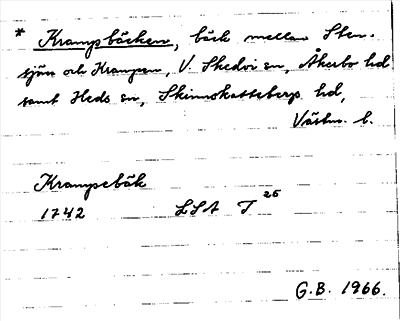 * Krampsbäcken, bäck mellan Sten-
sjön och Krampen, V. Skedvi sn, Åkerbo hd
samt Heds sn, Skinnskattebergs hd,
Västm. l.
Krampebäk
1742 LSA T 25
G.B. 1966.